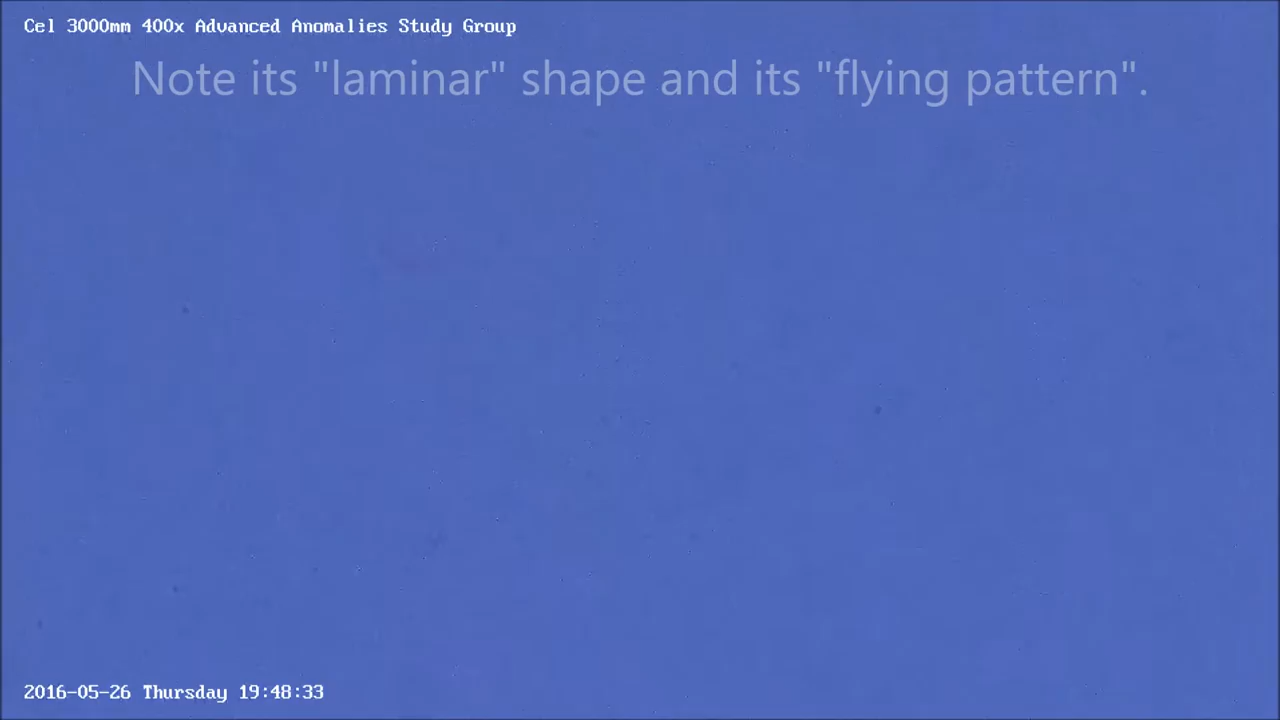 Cel 3000mm 400x Advanced Anomalies Study Group
Note its "laminar" shape and its "flying pattern".
2016-05-26 Thursday 19:48:33